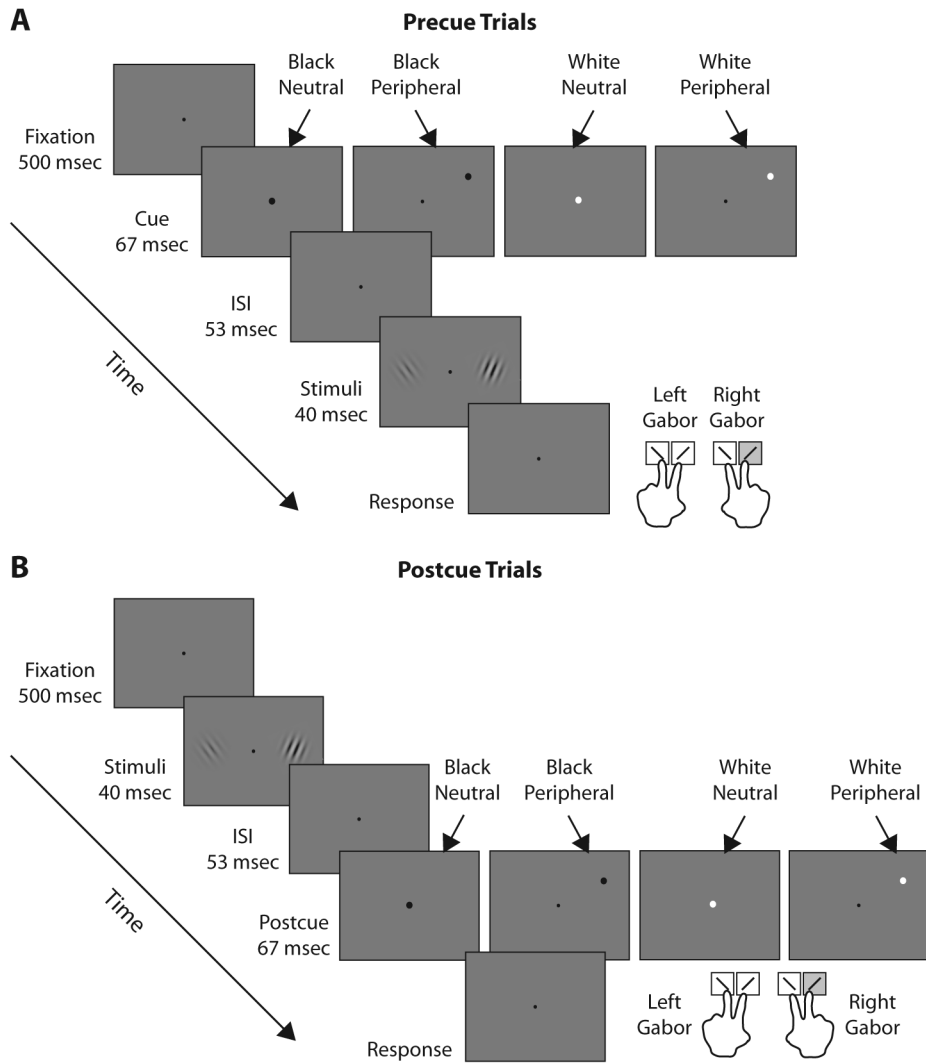 A
Precue Trials
Black
Neutral
Black
Peripheral
White
Neutral
White
Peripheral
Fixation
500 msec
Cue
67 msec
ISI
53 msec
Time
Stimuli
40 msec
Left
Gabor
Right
Gabor
Response
B
Postcue Trials
Fixation
500 msec
Stimuli
40 msec
Black
Neutral
Black
Peripheral
White
Neutral
White
Peripheral
ISI
53 msec
Time
Postcue
67 msec
Left
Gabor
Right
Gabor
Response